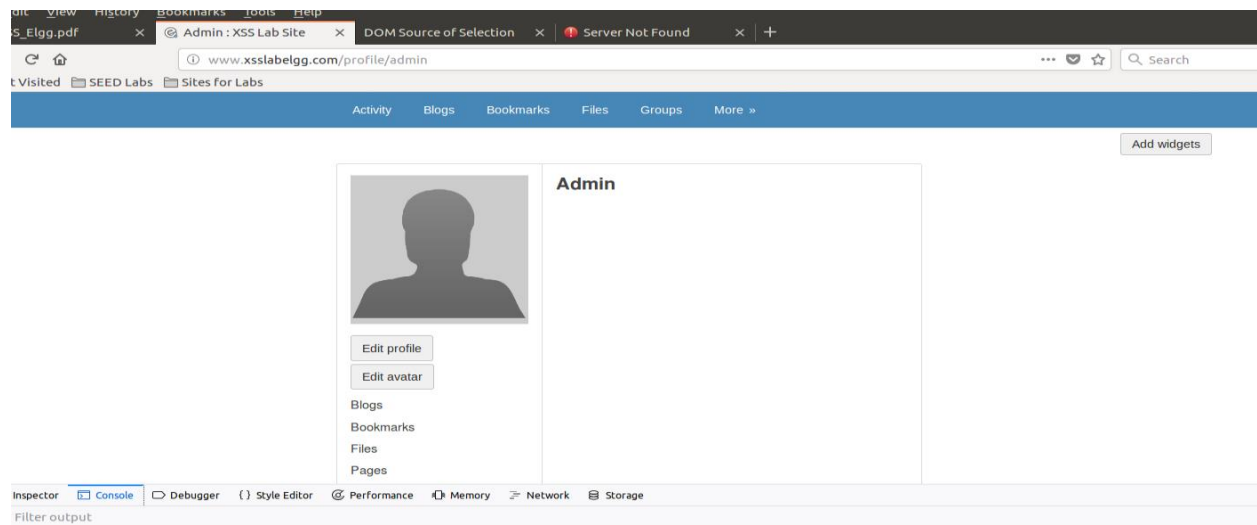 View History Bookmarks Tools Help
S_Elgg.pdf × Admin : XSS Lab Site × DOM Source of Selection × Server Not Found × +
www.xsslabelgg.com/profile/admin ··· Search
t Visited SEED Labs Sites for Labs
Activity Blogs Bookmarks Files Groups More »
Add widgets
Admin
Edit profile
Edit avatar
Blogs
Bookmarks
Files
Pages
Inspector Console Debugger {} Style Editor Performance Memory Network Storage
Filter output